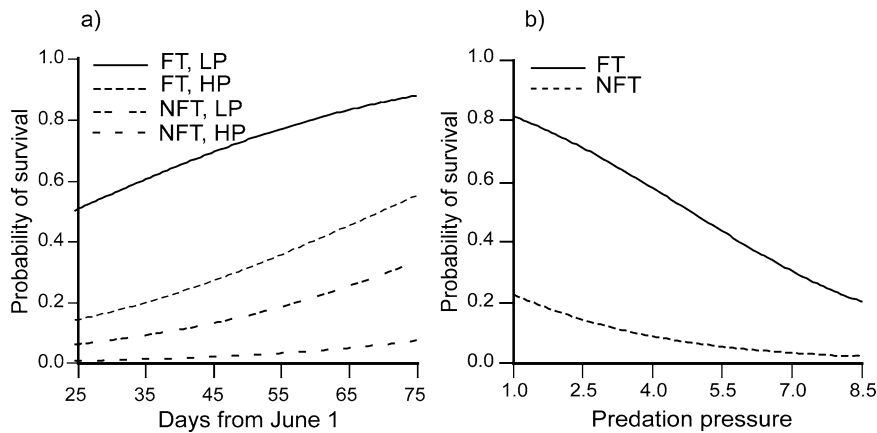 a)
1.0
0.8
0.6
0.4
0.2
0.0
Probability of survival
FT, LP
FT, HP
NFT, LP
NFT, HP
25 35 45 55 65 75
Days from June 1
b)
1.0
0.8
0.6
0.4
0.2
0.0
Probability of survival
FT
NFT
1.0 2.5 4.0 5.5 7.0 8.5
Predation pressure